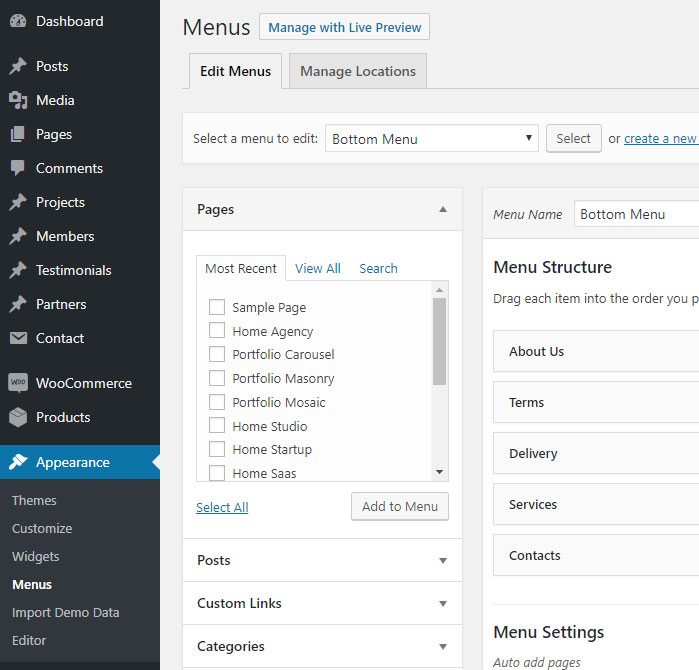 Dashboard
Posts
Media
Pages
Comments
Projects
Members
Testimonials
Partners
Contact
WOO WooCommerce
Products
Appearance
Themes
Customize
Widgets
Menus
Import Demo Data
Editor
Menus Manage with Live Preview
Edit Menus Manage Locations
Select a menu to edit: Bottom Menu Select or create a new
Pages
Most Recent View All Search
Sample Page
Home Agency
Portfolio Carousel
Portfolio Masonry
Portfolio Mosaic
Home Studio
Home Startup
Home Saas
Select All Add to Menu
Posts
Custom Links
Categories
Menu Name Bottom Menu
Menu Structure
Drag each item into the order you p
About Us
Terms
Delivery
Services
Contacts
Menu Settings
Auto add pages